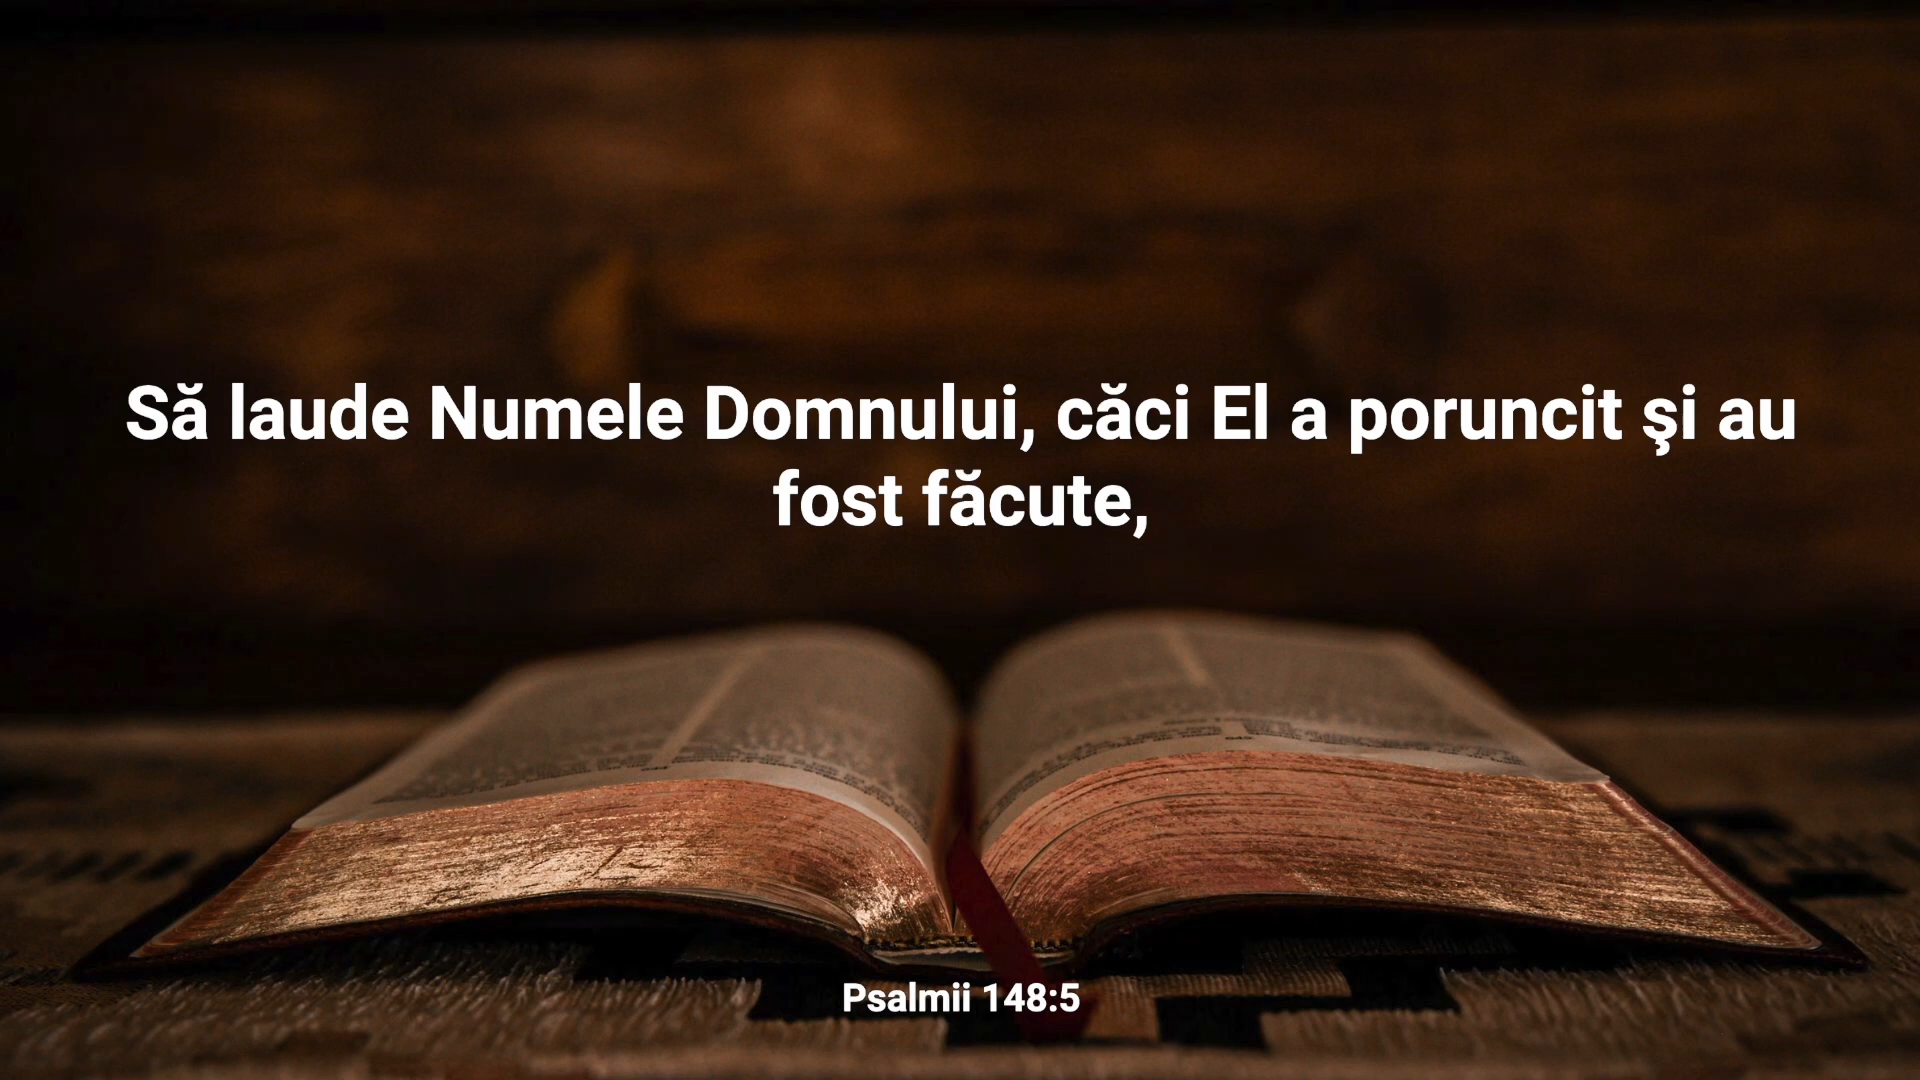 Să laude Numele Domnului, căci El a poruncit şi au
fost făcute,
Psalmii 148:5